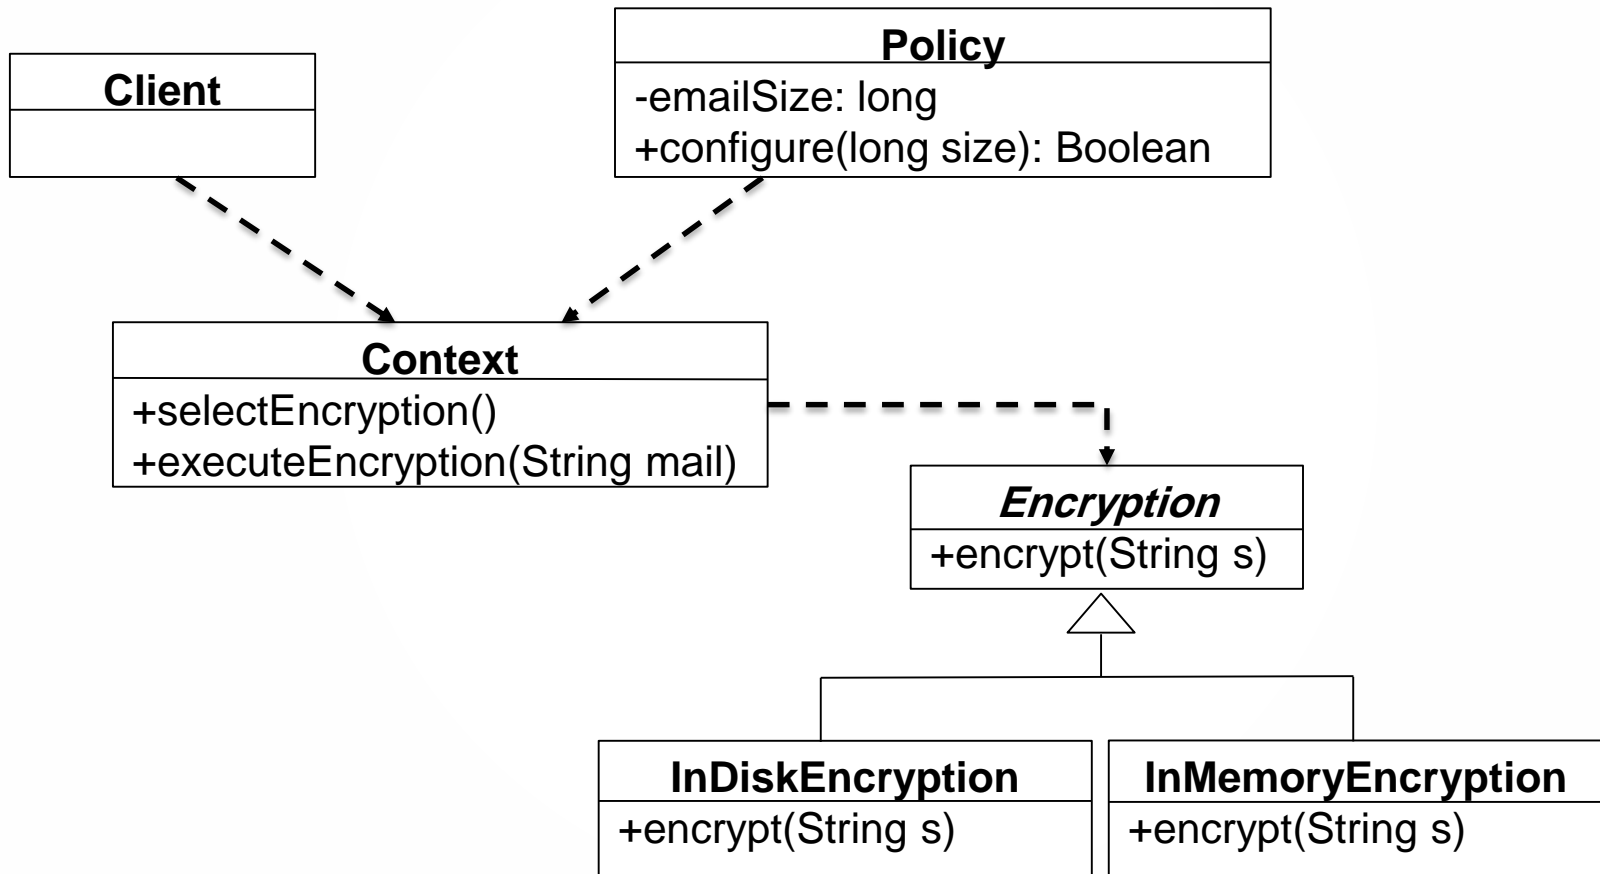 Client
Policy
-emailSize: long
+configure(long size): Boolean
Context
+selectEncryption()
+executeEncryption(String mail)
Encryption
+encrypt(String s)
InDiskEncryption
+encrypt(String s)
InMemoryEncryption
+encrypt(String s)